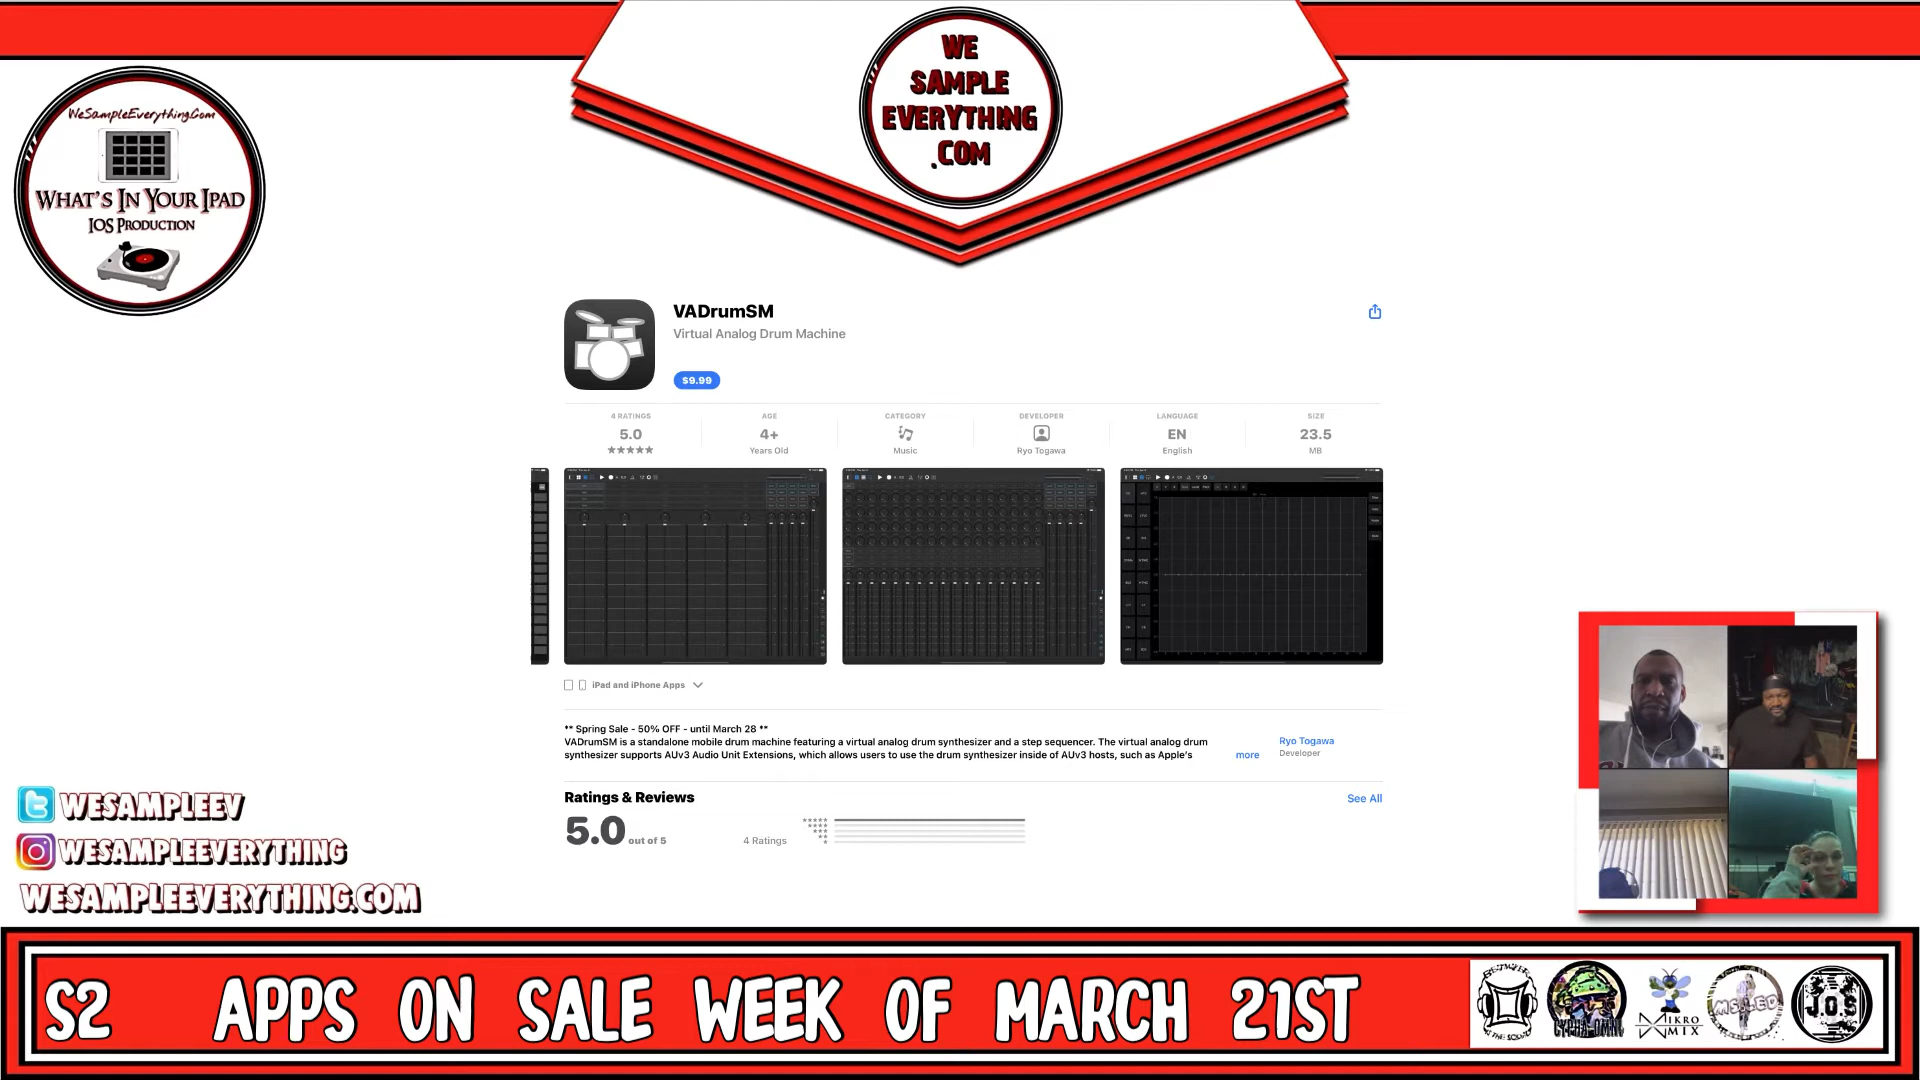 WE
SAMPLE
EVERYTHING
.COM
WeSampleEverything.Com
WHAT'S IN YOUR IPAD
IOS PRODUCTION
VADrumSM
Virtual Analog Drum Machine
$9.99
4 RATINGS
5.0
★★★★★
AGE
4+
Years Old
CATEGORY
Music
DEVELOPER
Ryo Togawa
LANGUAGE
EN
English
SIZE
23.5
MB
iPad and iPhone Apps
** Spring Sale - 50% OFF - until March 28 **
VADrumSM is a standalone mobile drum machine featuring a virtual analog drum synthesizer and a step sequencer. The virtual analog drum
synthesizer supports AUv3 Audio Unit Extensions, which allows users to use the drum synthesizer inside of AUv3 hosts, such as Apple's
more
Ryo Togawa
Developer
Ratings & Reviews
See All
5.0 out of 5
4 Ratings
WESAMPLEEV
WESAMPLEEVERYTHING
WESAMPLEEVERYTHING.COM
S2 APPS ON SALE WEEK OF MARCH 21ST
CYPHA OMNI
MIKRO
MIX
MS.LEO
J.O.S